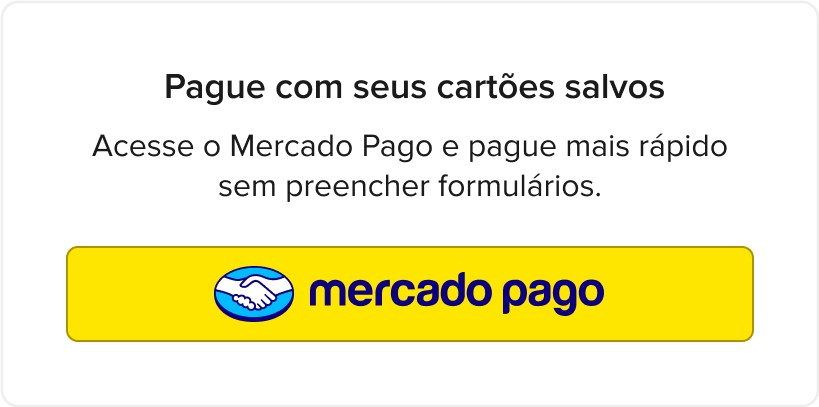 Pague com seus cartões salvos
Acesse o Mercado Pago e pague mais rápido
sem preencher formulários.
mercado pago